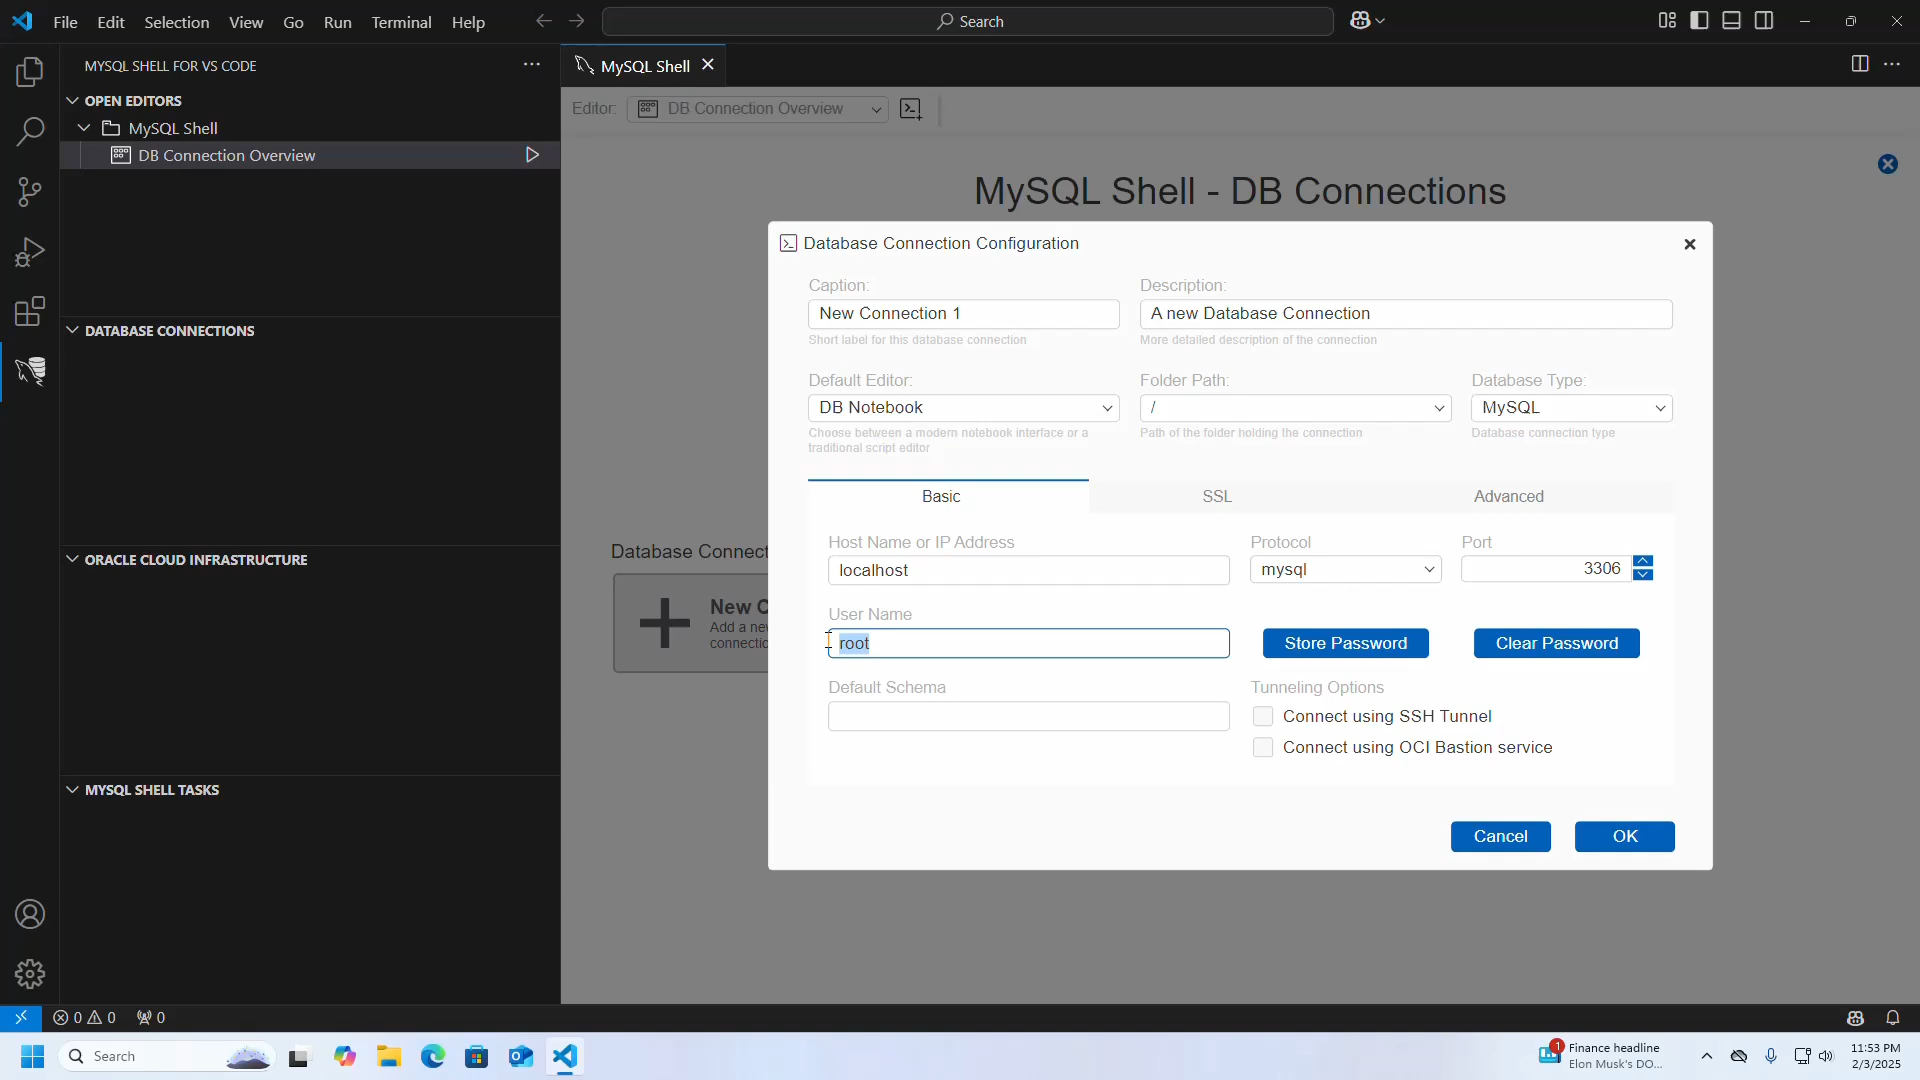 File Edit Selection View Go Run Terminal Help
Search
MYSQL SHELL FOR VS CODE
OPEN EDITORS
MySQL Shell
DB Connection Overview
DATABASE CONNECTIONS
ORACLE CLOUD INFRASTRUCTURE
MYSQL SHELL TASKS
MySQL Shell
Editor: DB Connection Overview
MySQL Shell - DB Connections
Database Connect
New C
Add a new
connectio
Database Connection Configuration
Caption: Description:
New Connection 1 A new Database Connection
Short label for this database connection More detailed description of the connection
Default Editor: Folder Path: Database Type:
DB Notebook / MySQL
Choose between a modern notebook interface or a Path of the folder holding the connection Database connection type
traditional script editor
Basic SSL Advanced
Host Name or IP Address Protocol Port
localhost mysql 3306
User Name
root Store Password Clear Password
Default Schema Tunneling Options
Connect using SSH Tunnel
Connect using OCI Bastion service
Cancel OK
0 0 0
Search
1
Finance headline
Elon Musk's DO...
11:53 PM
2/3/2025